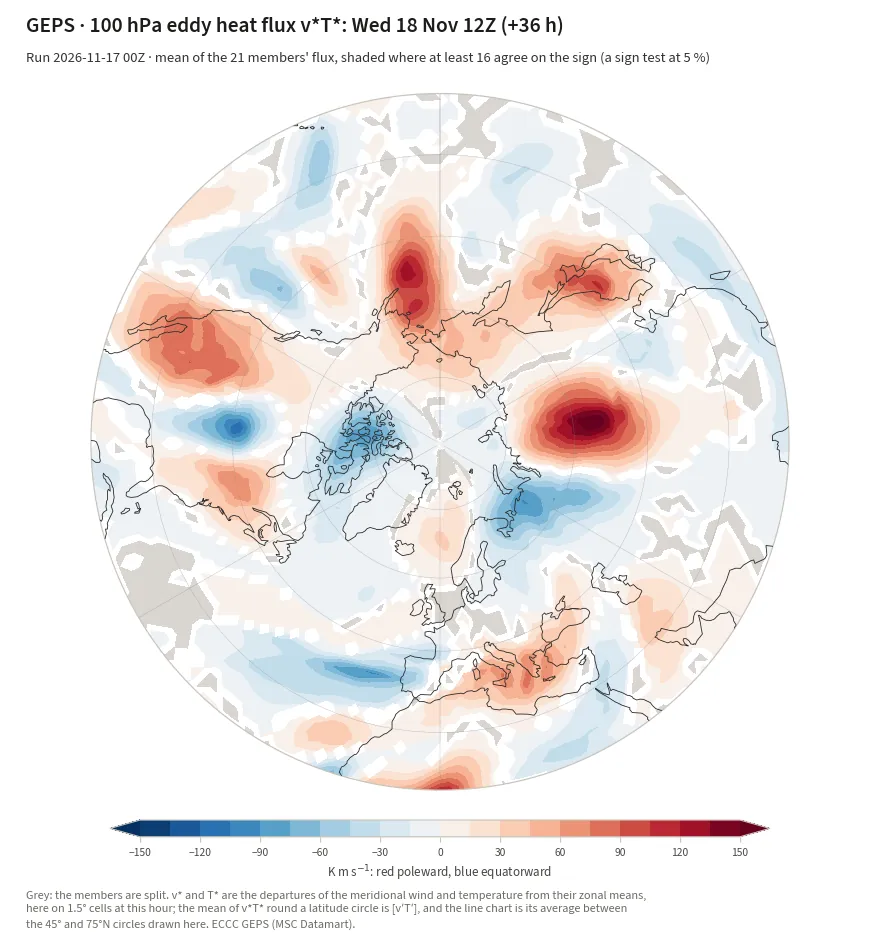 GEPS · 100 hPa eddy heat flux v*T*: Wed 18 Nov 12Z (+36 h)
Run 2026-11-17 00Z · mean of the 21 members' flux, shaded where at least 16 agree on the sign (a sign test at 5 %)
−150 −120 −90 −60 −30 0 30 60 90 120 150
K m s⁻¹: red poleward, blue equatorward
Grey: the members are split. v* and T* are the departures of the meridional wind and temperature from their zonal means,
here on 1.5° cells at this hour; the mean of v*T* round a latitude circle is [v'T'], and the line chart is its average between
the 45° and 75°N circles drawn here. ECCC GEPS (MSC Datamart).